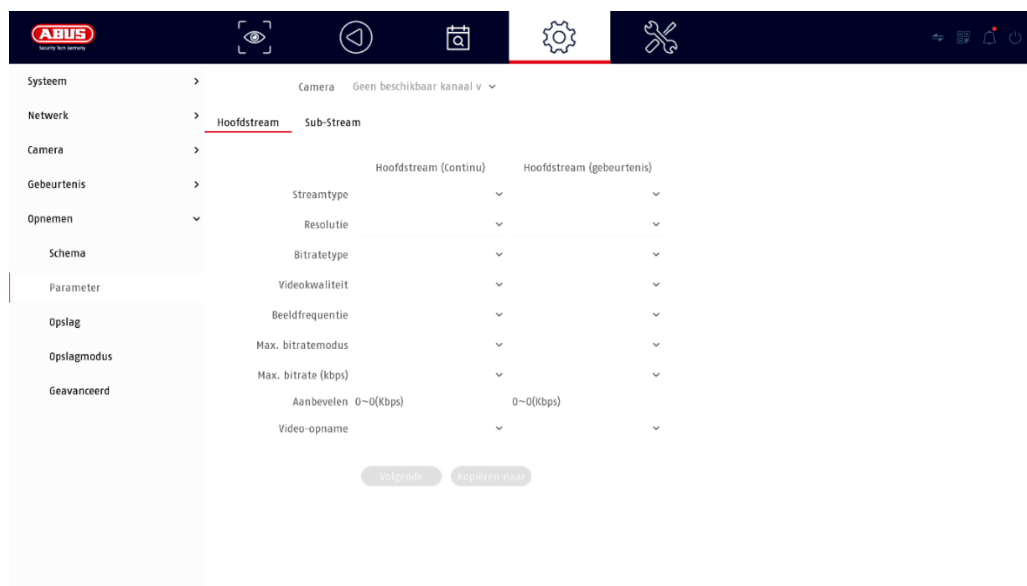 ABUS
Security Tech Germany
Systeem
Netwerk
Camera
Gebeurtenis
Opnemen
Schema
Parameter
Opslag
Opslagmodus
Geavanceerd
Camera Geen beschikbaar kanaal v
Hoofdstream Sub-Stream
Hoofdstream (Continu) Hoofdstream (gebeurtenis)
Streamtype
Resolutie
Bitratetype
Videokwaliteit
Beeldfrequentie
Max. bitratemodus
Max. bitrate (kbps)
Aanbevelen 0~0(Kbps) 0~0(Kbps)
Video-opname
Volgende Kopiëren naar